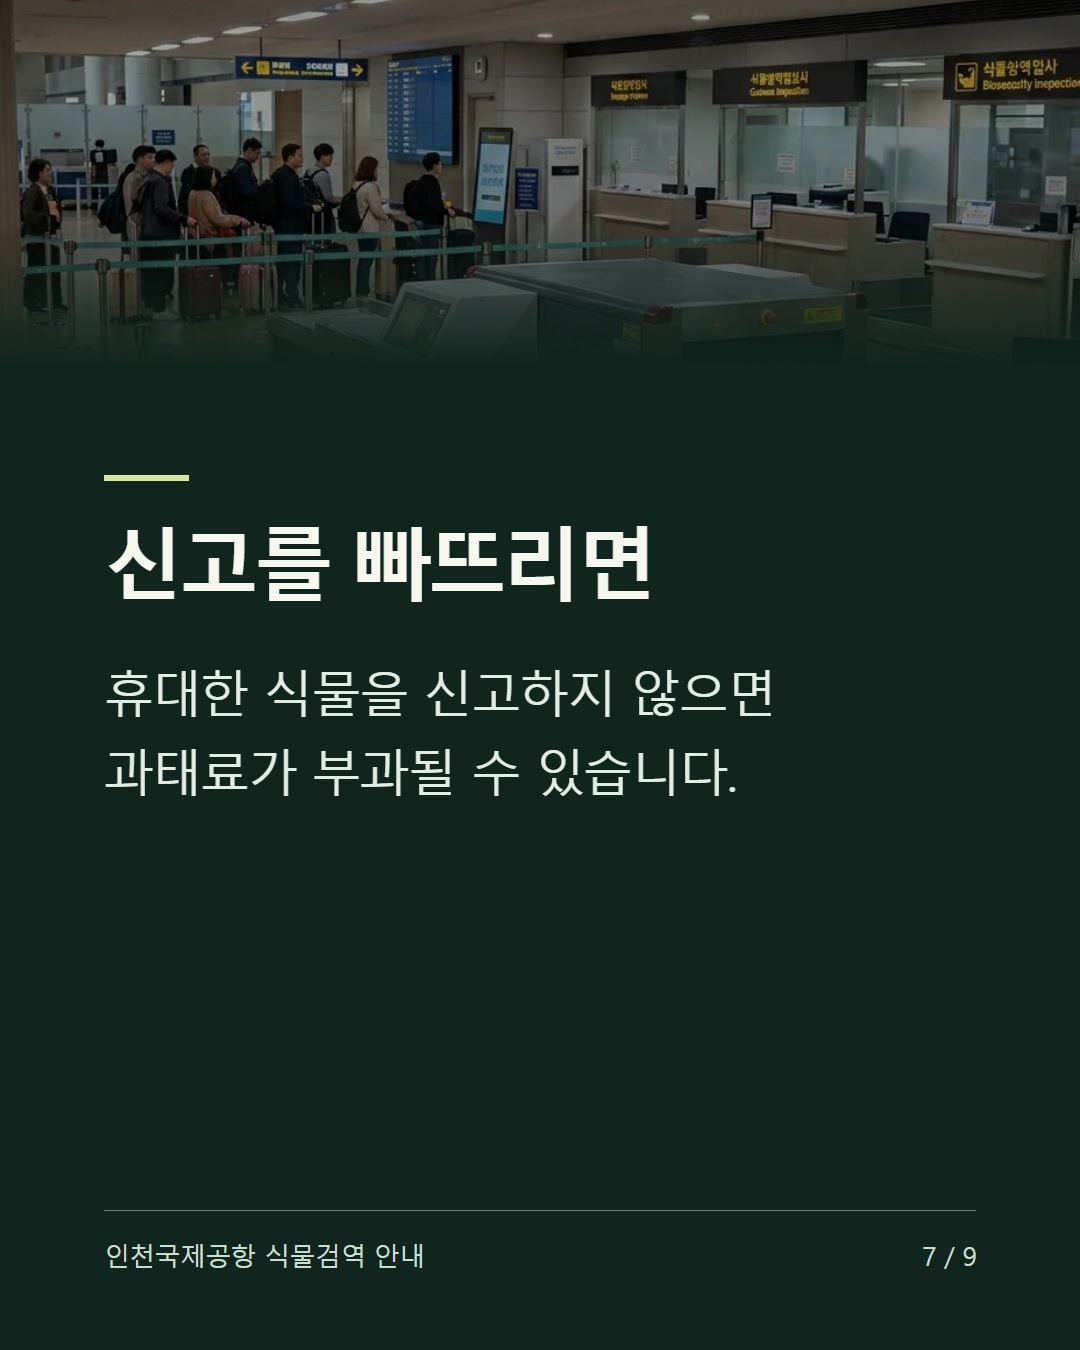 신고를 빠뜨리면
휴대한 식물을 신고하지 않으면
과태료가 부과될 수 있습니다.
인천국제공항 식물검역 안내
7 / 9